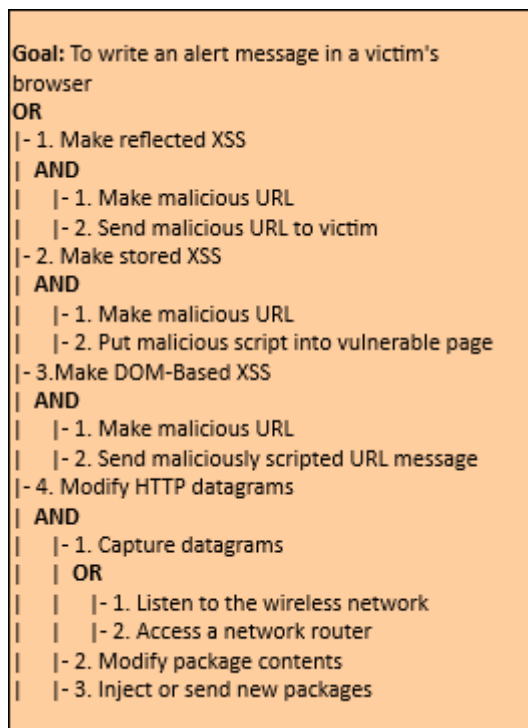 Goal: To write an alert message in a victim's
browser
OR
|- 1. Make reflected XSS
| AND
| |- 1. Make malicious URL
| |- 2. Send malicious URL to victim
|- 2. Make stored XSS
| AND
| |- 1. Make malicious URL
| |- 2. Put malicious script into vulnerable page
|- 3.Make DOM-Based XSS
| AND
| |- 1. Make malicious URL
| |- 2. Send maliciously scripted URL message
|- 4. Modify HTTP datagrams
| AND
| |- 1. Capture datagrams
| | OR
| | |- 1. Listen to the wireless network
| | |- 2. Access a network router
| |- 2. Modify package contents
| |- 3. Inject or send new packages